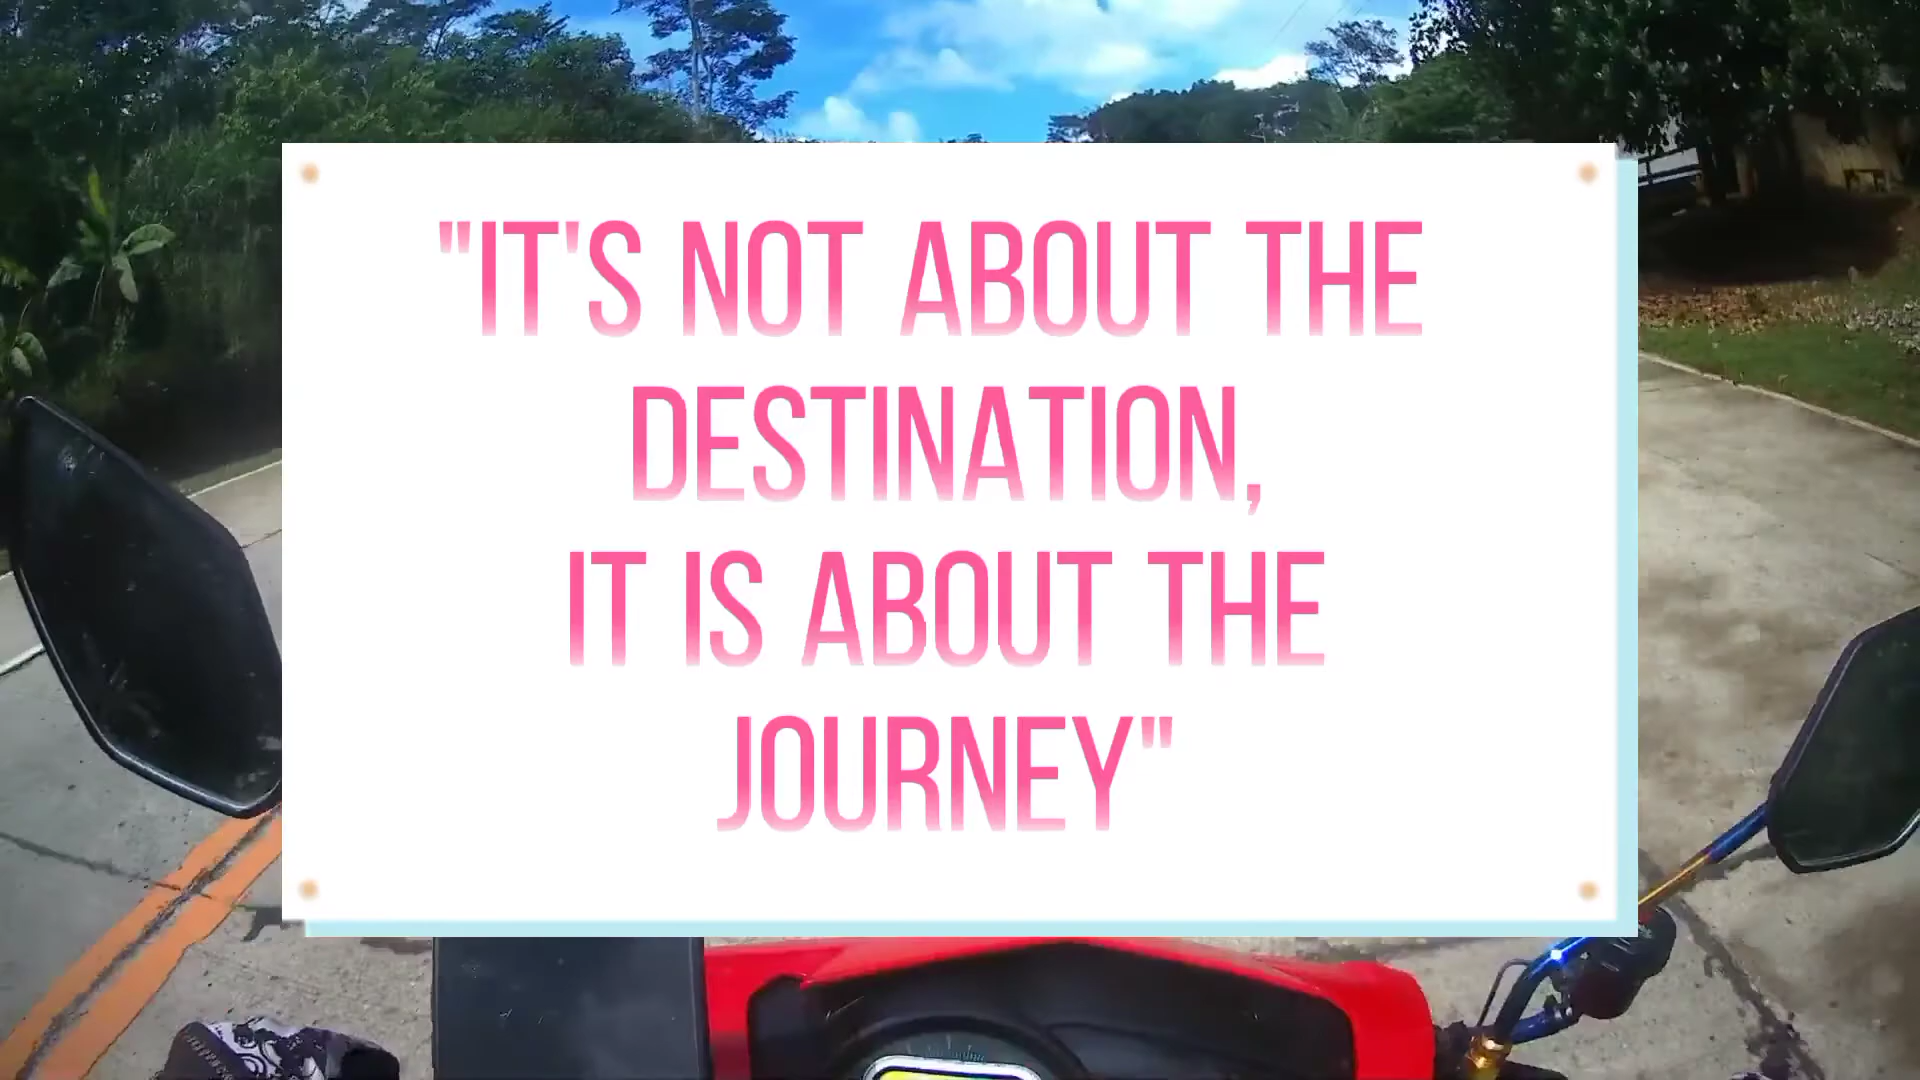 "IT'S NOT ABOUT THE
DESTINATION,
IT IS ABOUT THE
JOURNEY"